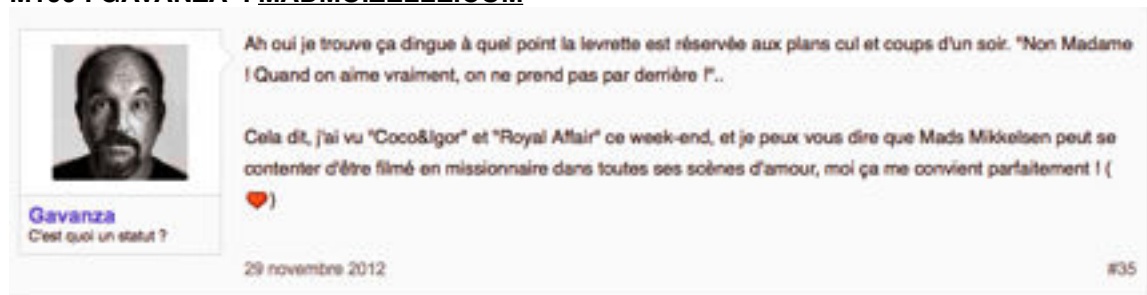 GAVANZA MADMOIZELLE.COM
Ah oui je trouve ça dingue à quel point la levrette est réservée aux plans cul et coups d'un soir. "Non Madame
! Quand on aime vraiment, on ne prend pas par derrière !"..
Cela dit, j'ai vu "Coco&Igor" et "Royal Affair" ce week-end, et je peux vous dire que Mads Mikkelsen peut se
contenter d'être filmé en missionnaire dans toutes ses scènes d'amour, moi ça me convient parfaitement ! (
❤)
Gavanza
C'est quoi un statut ?
29 novembre 2012 #35